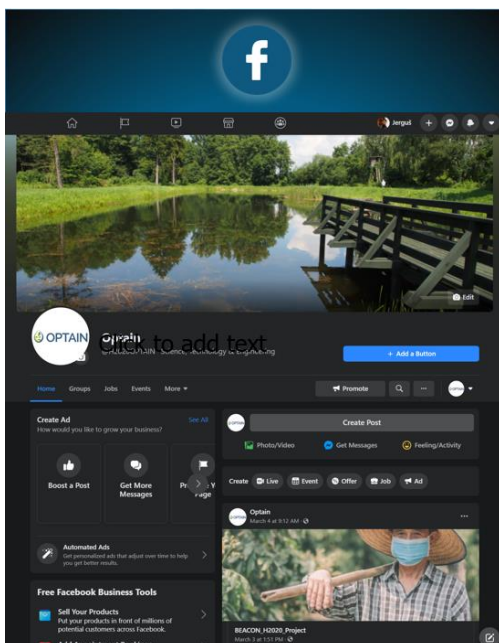 f
Jerguš
Edit
OPTAIN
Optain
Click to add text
Science, Technology & Engineering
+ Add a Button
Home Groups Jobs Events More
Promote
Create Ad See All
How would you like to grow your business?
Boost a Post
Get More
Messages
Page
Automated Ads
Get personalized ads that adjust over time to help
you get better results.
Free Facebook Business Tools
Sell Your Products
Put your products in front of millions of
potential customers across Facebook.
Create Post
Photo/Video Get Messages Feeling/Activity
Create Live Event Offer Job Ad
Optain
March 4 at 9:12 AM
BEACON_H2020_Project
March 3 at 1:51 PM